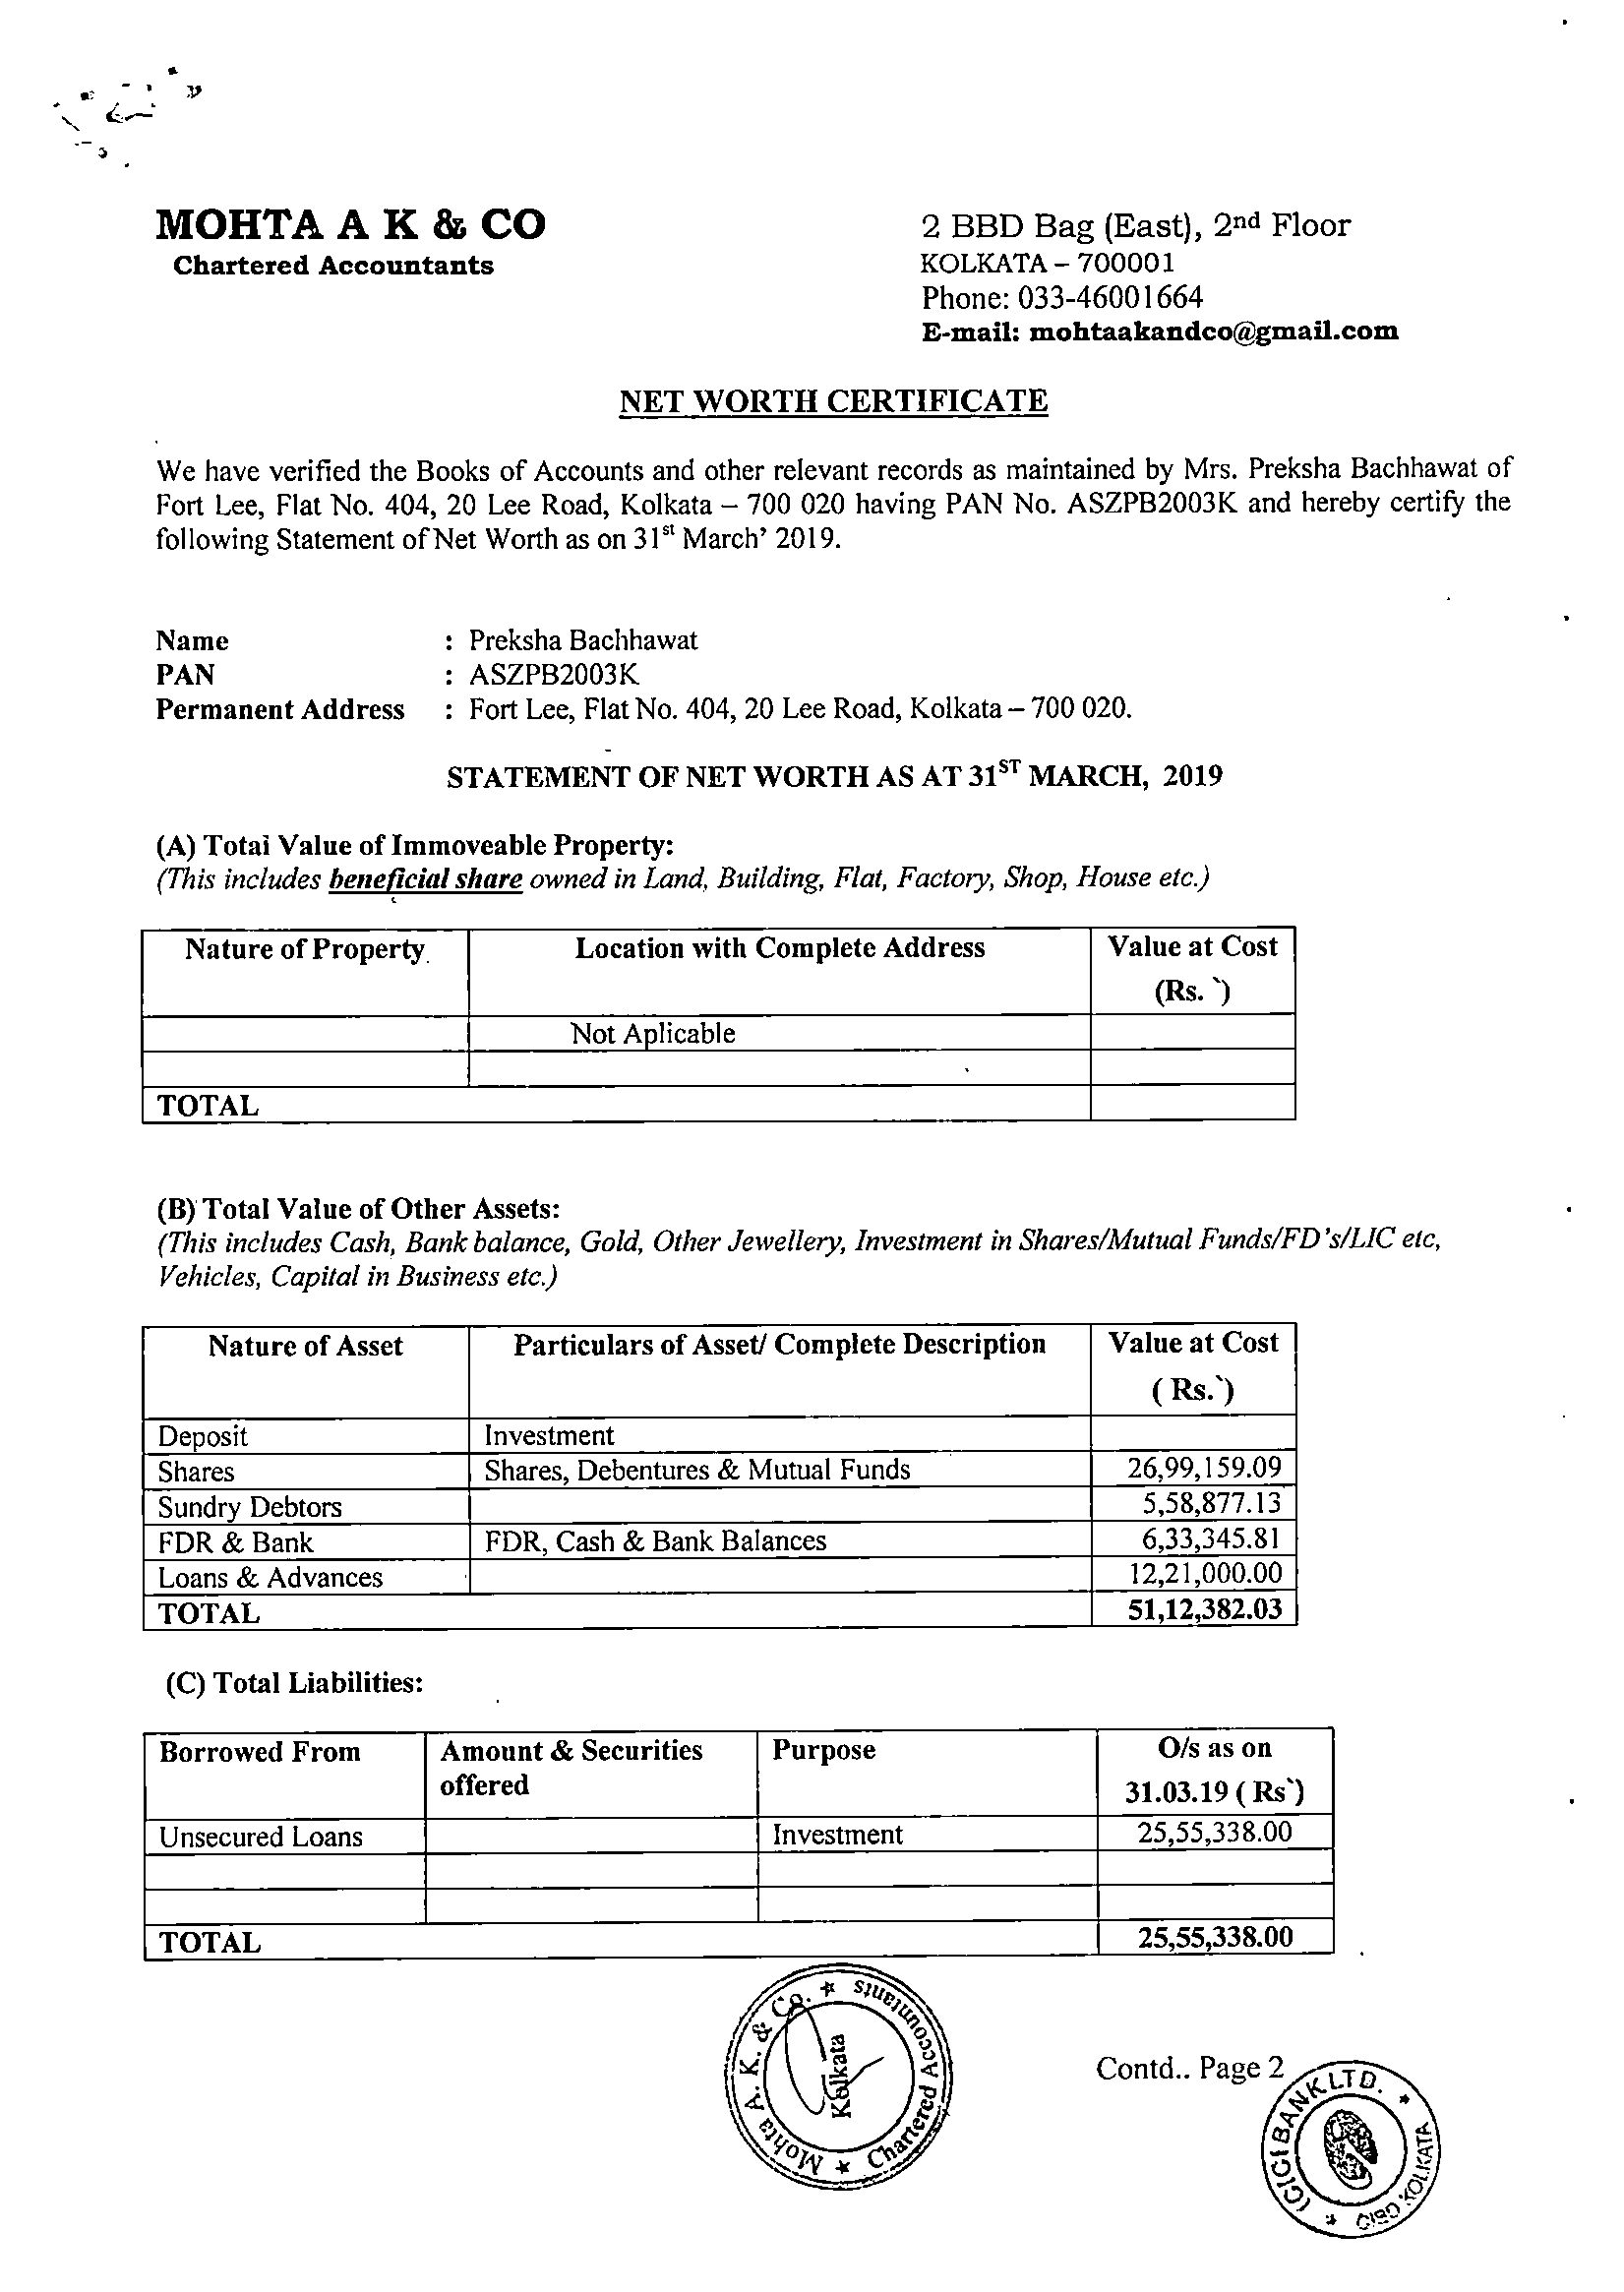 MOHTA A K & CO
Chartered Accountants
2 BBD Bag (East), 2nd Floor
KOLKATA – 700001
Phone: 033-46001664
E-mail: mohtaakandco@gmail.com
NET WORTH CERTIFICATE
We have verified the Books of Accounts and other relevant records as maintained by Mrs. Preksha Bachhawat of
Fort Lee, Flat No. 404, 20 Lee Road, Kolkata – 700 020 having PAN No. ASZPB2003K and hereby certify the
following Statement of Net Worth as on 31st March' 2019.
Name : Preksha Bachhawat
PAN : ASZPB2003K
Permanent Address : Fort Lee, Flat No. 404, 20 Lee Road, Kolkata – 700 020.
STATEMENT OF NET WORTH AS AT 31ST MARCH, 2019
(A) Total Value of Immoveable Property:
(This includes beneficial share owned in Land, Building, Flat, Factory, Shop, House etc.)
Nature of Property Location with Complete Address Value at Cost
(Rs. `)
Not Aplicable
TOTAL
(B) Total Value of Other Assets:
(This includes Cash, Bank balance, Gold, Other Jewellery, Investment in Shares/Mutual Funds/FD's/LIC etc,
Vehicles, Capital in Business etc.)
Nature of Asset Particulars of Asset/ Complete Description Value at Cost
( Rs.`)
Deposit Investment
Shares Shares, Debentures & Mutual Funds 26,99,159.09
Sundry Debtors 5,58,877.13
FDR & Bank FDR, Cash & Bank Balances 6,33,345.81
Loans & Advances 12,21,000.00
TOTAL 51,12,382.03
(C) Total Liabilities:
Borrowed From Amount & Securities Purpose O/s as on
offered 31.03.19 ( Rs`)
Unsecured Loans Investment 25,55,338.00
TOTAL 25,55,338.00
Mohta A. K. & Co. * Chartered Accountants *
Kolkata
Contd.. Page 2
ICICI BANK LTD. * CIBD, KOLKATA *